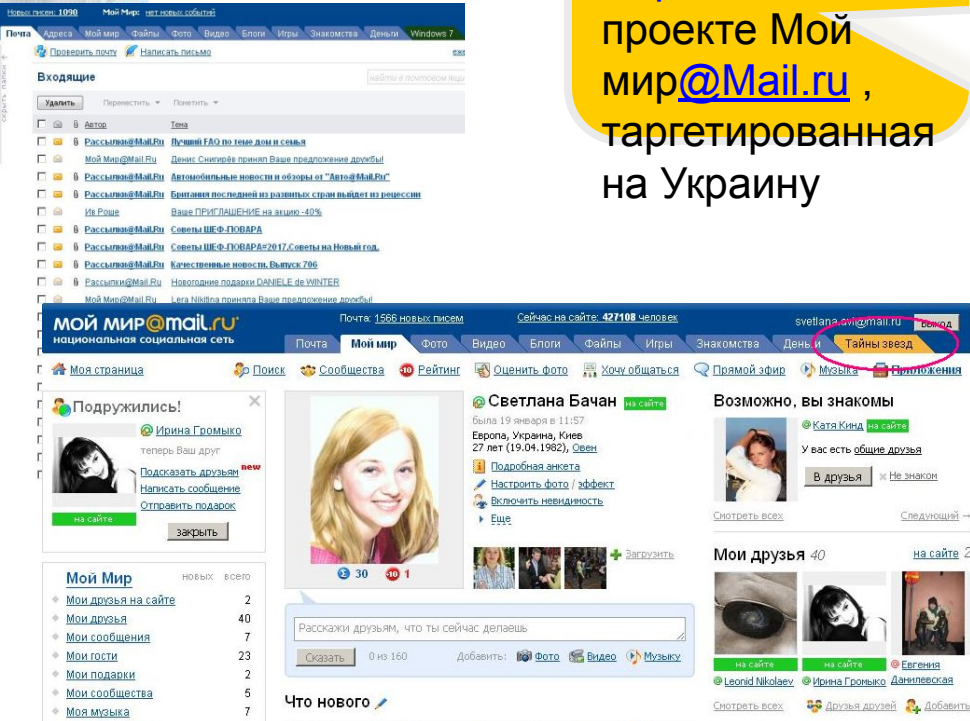 Новых писем: 1090 Мой Мир: нет новых событий
Почта Адреса Мой мир Файлы Фото Видео Блоги Игры Знакомства Деньги Windows 7
Проверить почту Написать письмо
скрыть папки
Входящие
найти в почтовом
Удалить Переместить Пометить
Автор Тема
Рассылки@Mail.Ru Лучший FAQ по теме дом и семья
Мой Мир@Mail.Ru Денис Снигирёв принял Ваше предложение дружбы!
Рассылки@Mail.Ru Автомобильные новости и обзоры от "Авто@Mail.Ru"
Рассылки@Mail.Ru Британия последней из развитых стран выйдет из рецессии
Ив Роше Ваше ПРИГЛАШЕНИЕ на акцию -40%
Рассылки@Mail.Ru Советы ШЕФ-ПОВАРА
Рассылки@Mail.Ru Советы ШЕФ-ПОВАРА=2017.Советы на Новый год.
Рассылки@Mail.Ru Качественные новости. Выпуск 706
Рассылки@Mail.Ru Новогодние подарки DANIELE de WINTER
Мой Мир@Mail.Ru Lera Nikitina приняла Ваше предложение дружбы!
проекте Мой
мир@Mail.ru ,
таргетированная
на Украину
мой мир@mail.ru
национальная социальная сеть
Почта: 1566 новых писем Сейчас на сайте: 427108 человек svetlana.svi@mail.ru выход
Почта Мой мир Фото Видео Блоги Файлы Игры Знакомства Деньги Тайны звезд
Моя страница Поиск Сообщества Рейтинг Оценить фото Хочу общаться Прямой эфир Музыка Приложения
Подружились!
Ирина Громыко
теперь Ваш друг
Подсказать друзьям new
Написать сообщение
Отправить подарок
на сайте
закрыть
Мой Мир новых всего
Мои друзья на сайте 2
Мои друзья 40
Мои сообщения 7
Мои гости 23
Мои подарки 2
Мои сообщества 5
Моя музыка 7
30 1
Светлана Бачан на сайте
была 19 января в 11:57
Европа, Украина, Киев
27 лет (19.04.1982), Овен
Подробная анкета
Настроить фото / эффект
Включить невидимость
Еще
Загрузить
Расскажи друзьям, что ты сейчас делаешь
Сказать 0 из 160 Добавить: Фото Видео Музыку
Что нового
Возможно, вы знакомы
Катя Кинд на сайте
У вас есть общие друзья
В друзья Не знаком
Смотреть всех Следующий →
Мои друзья 40 на сайте 2
на сайте на сайте Евгения
Leonid Nikolaev Ирина Громыко Данилевская
Смотреть всех Друзья друзей Добавить